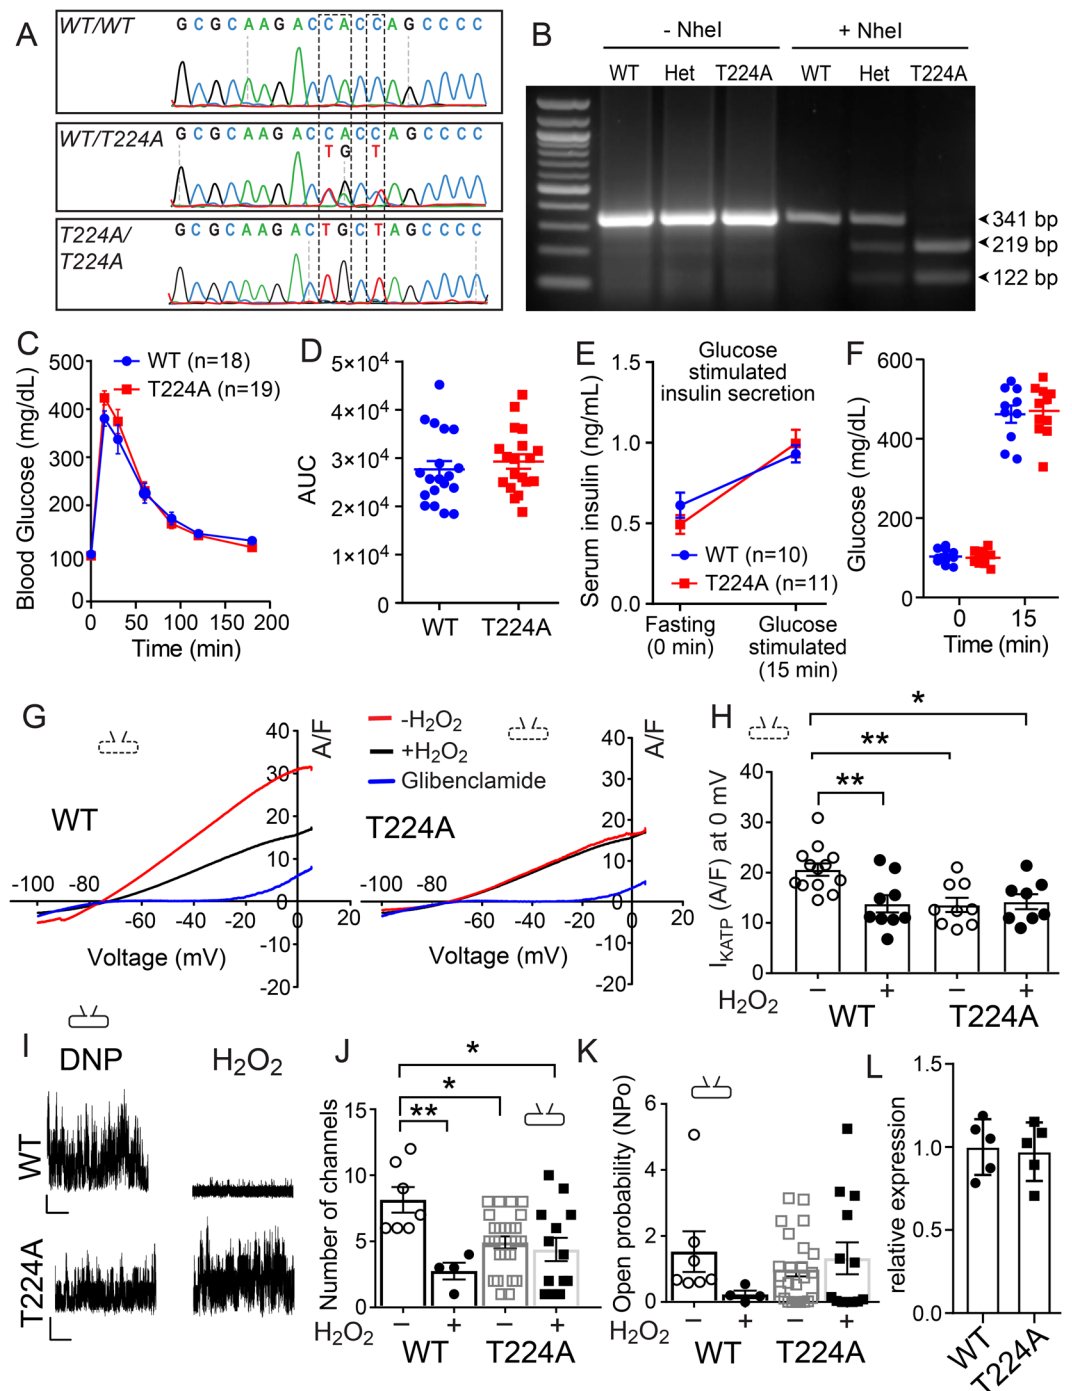 A
WT/WT
G C G C A A G A C C A C C A G C C C C
WT/T224A
G C G C A A G A C C A C C A G C C C C
T G T
T224A/
T224A
G C G C A A G A C T G C T A G C C C C
B
- NheI
+ NheI
WT Het T224A WT Het T224A
341 bp
219 bp
122 bp
C
Blood Glucose (mg/dL)
500
400
300
200
100
0
WT (n=18)
T224A (n=19)
0 50 100 150 200
Time (min)
D
AUC
5×10⁴
4×10⁴
3×10⁴
2×10⁴
1×10⁴
0
WT T224A
E
Serum insulin (ng/mL)
1.5
1.0
0.5
0.0
Glucose
stimulated
insulin secretion
WT (n=10)
T224A (n=11)
Fasting
(0 min)
Glucose
stimulated
(15 min)
F
Glucose (mg/dL)
600
400
200
0
0 15
Time (min)
G
WT
A/F
40
30
20
10
-10
-20
-100 -80
-60 -40 -20 0 20
Voltage (mV)
-H₂O₂
+H₂O₂
Glibenclamide
T224A
A/F
40
30
20
10
-10
-20
-100 -80
-60 -40 -20 0 20
Voltage (mV)
H
*
**
**
I_KATP (A/F) at 0 mV
40
30
20
10
0
H₂O₂ − + − +
WT T224A
I
DNP H₂O₂
WT
T224A
J
*
*
**
Number of channels
15
10
5
0
H₂O₂ − + − +
WT T224A
K
Open probability (NPo)
6
4
2
0
H₂O₂ − + − +
WT T224A
L
relative expression
1.5
1.0
0.5
0.0
WT
T224A